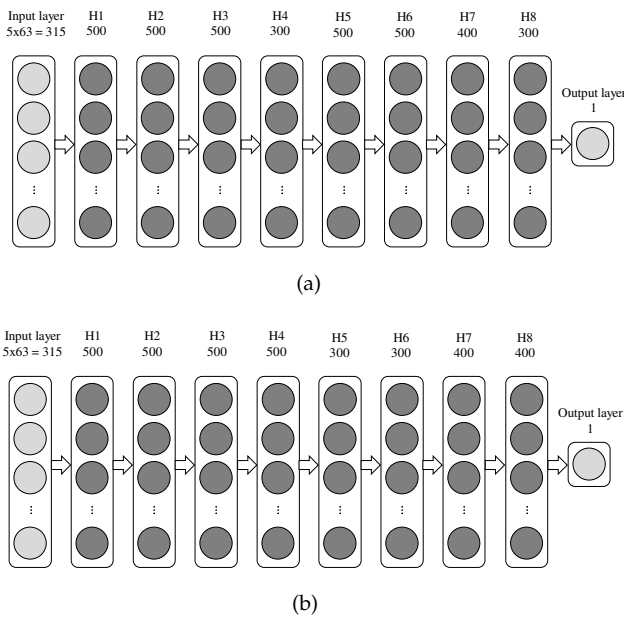 Input layer
5x63 = 315
H1
500
H2
500
H3
500
H4
300
H5
500
H6
500
H7
400
H8
300
Output layer
1
...
(a)
Input layer
5x63 = 315
H1
500
H2
500
H3
500
H4
500
H5
300
H6
300
H7
400
H8
400
Output layer
1
...
(b)